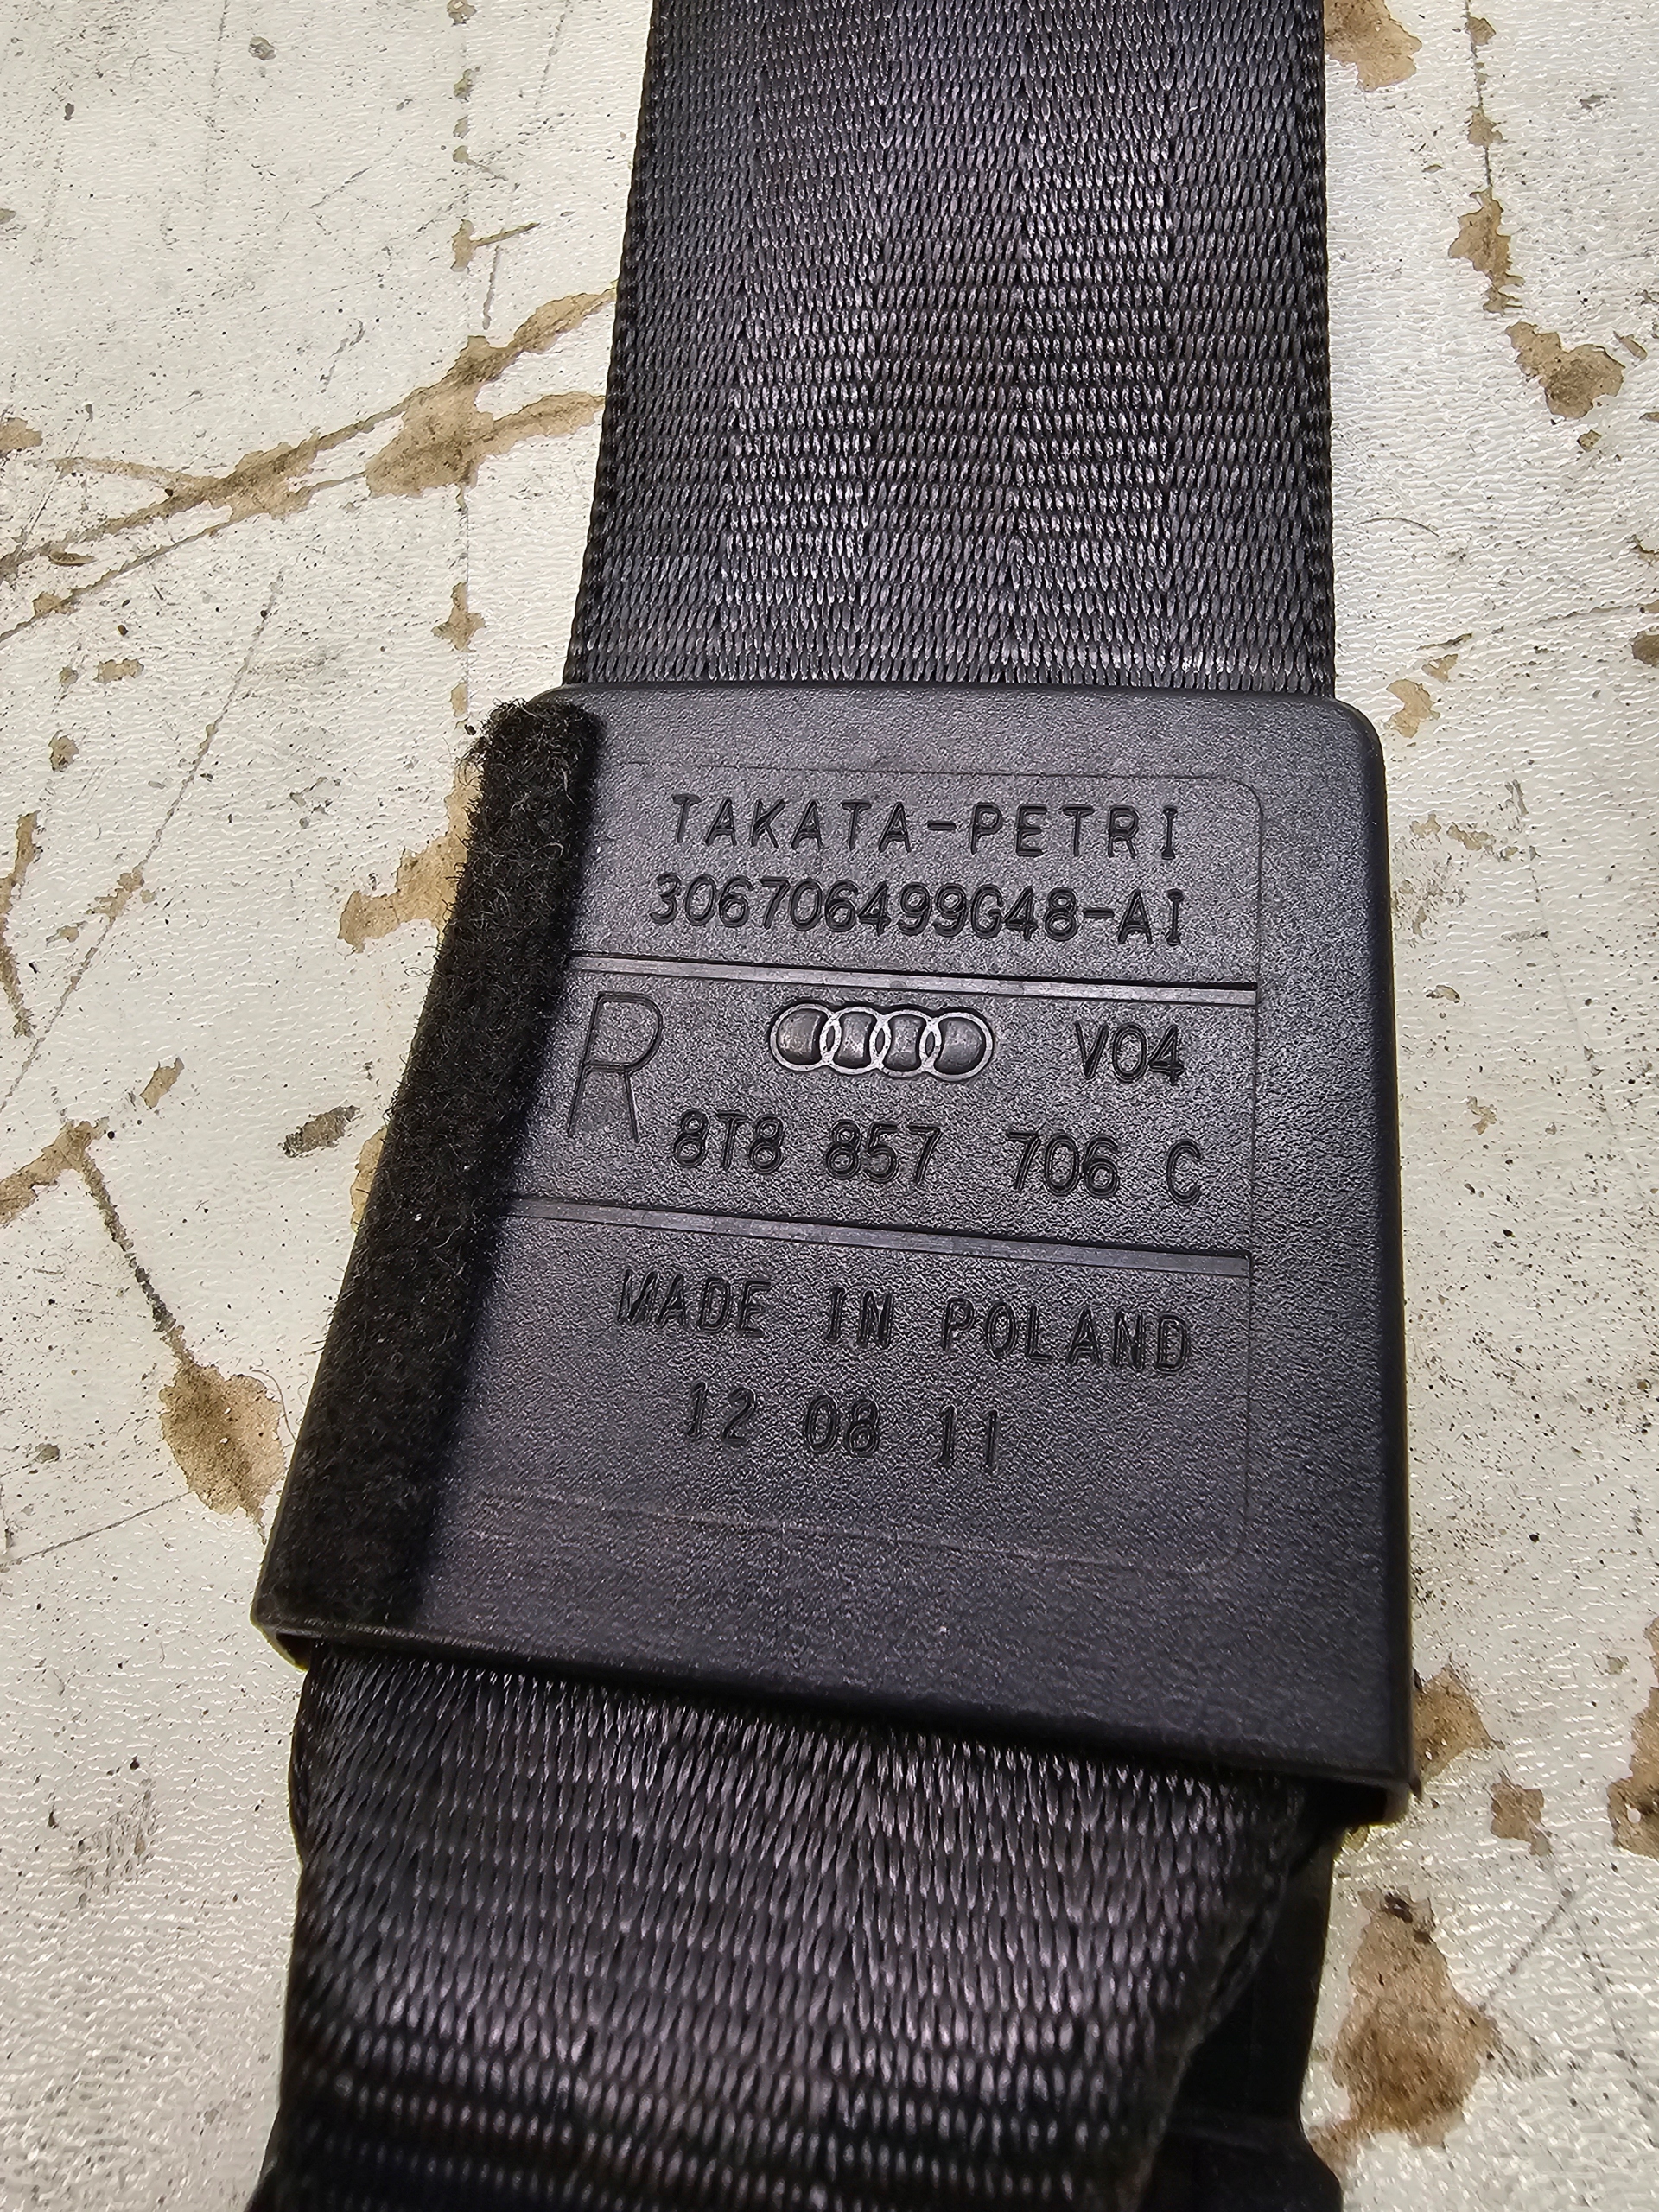 TAKATA-PETRI
306706499G48-AI
R V04
8T8 857 706 C
MADE IN POLAND
12 08 11